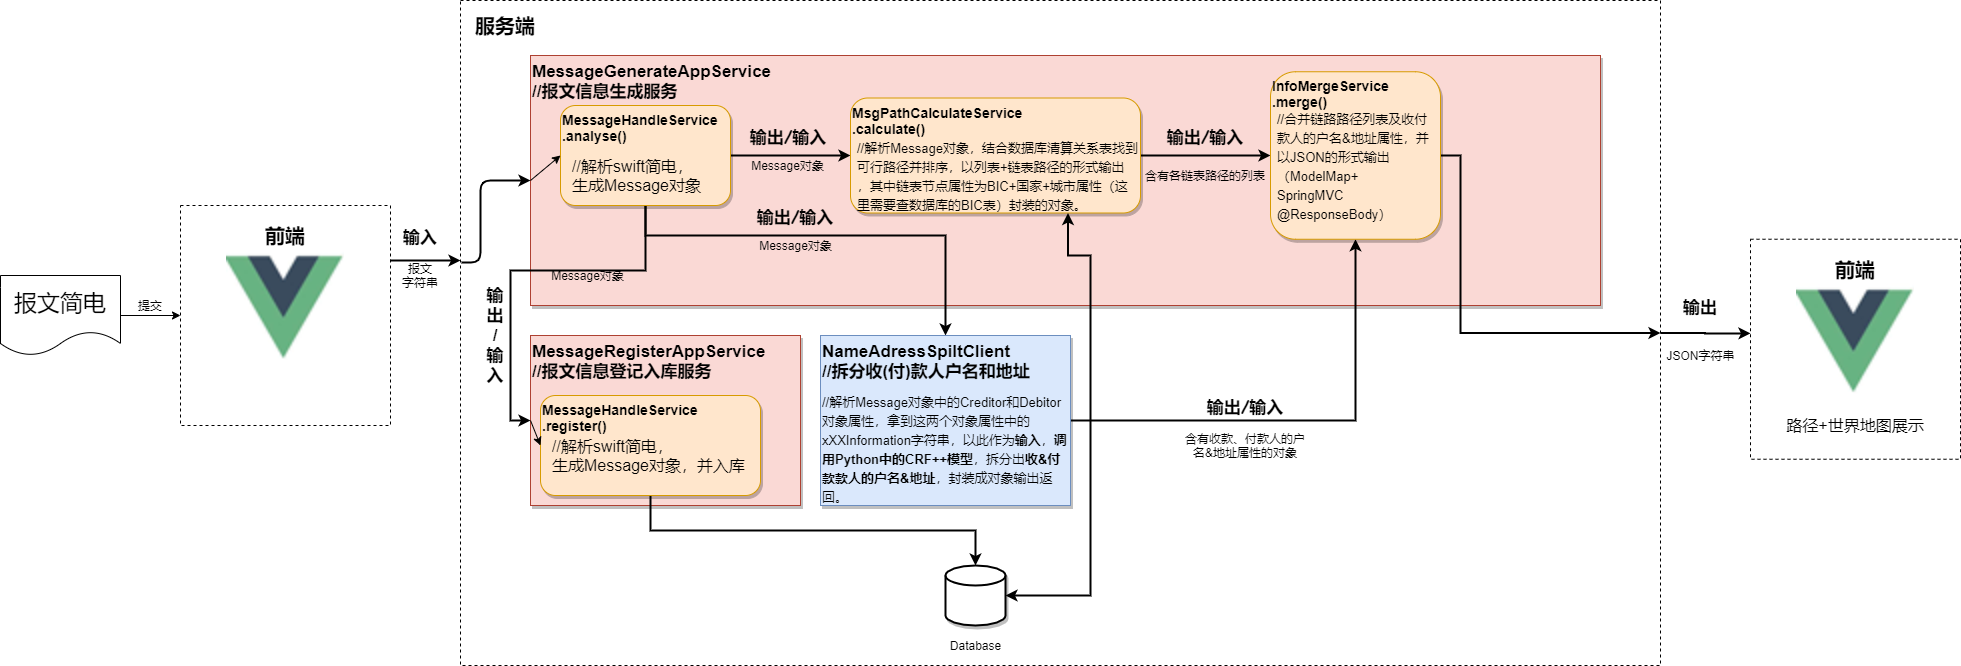 服务端
MessageGenerateAppService
//报文信息生成服务
MessageHandleService
.analyse()
//解析swift简电，
生成Message对象
输出/输入
Message对象
MsgPathCalculateService
.calculate()
//解析Message对象，结合数据库清算关系表找到
可行路径并排序，以列表+链表路径的形式输出
，其中链表节点属性为BIC+国家+城市属性（这
里需要查数据库的BIC表）封装的对象。
输出/输入
含有各链表路径的列表
InfoMergeService
.merge()
//合并链路路径列表及收付
款人的户名&地址属性，并
以JSON的形式输出
（ModelMap+
SpringMVC
@ResponseBody）
输出/输入
Message对象
Message对象
输
出
/
输
入
报文简电
提交
前端
输入
报文
字符串
MessageRegisterAppService
//报文信息登记入库服务
MessageHandleService
.register()
//解析swift简电，
生成Message对象，并入库
NameAdressSpiltClient
//拆分收(付)款人户名和地址
//解析Message对象中的Creditor和Debitor
对象属性，拿到这两个对象属性中的
xXXInformation字符串，以此作为输入，调
用Python中的CRF++模型，拆分出收&付
款款人的户名&地址，封装成对象输出返
回。
输出/输入
含有收款、付款人的户
名&地址属性的对象
Database
输出
JSON字符串
前端
路径+世界地图展示